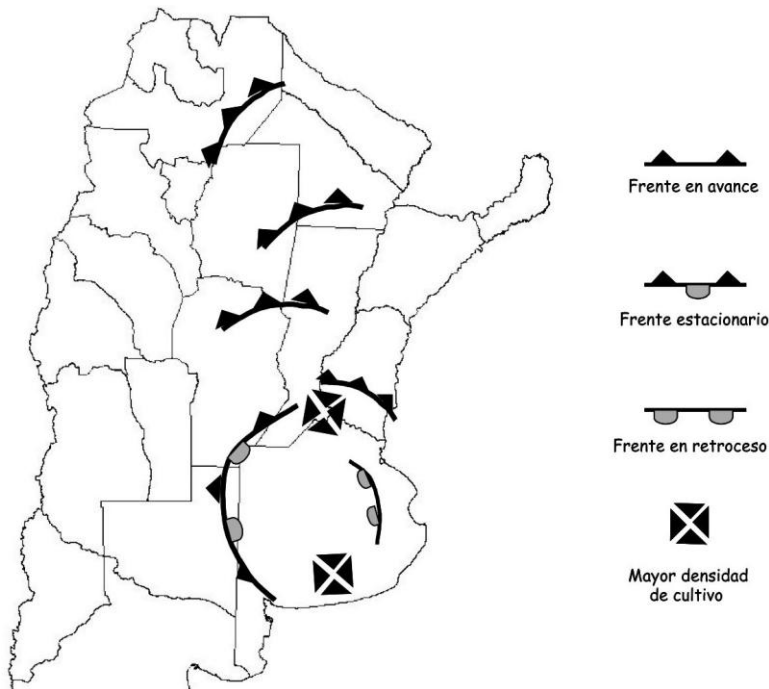 Frente en avance
Frente estacionario
Frente en retroceso
Mayor densidad
de cultivo